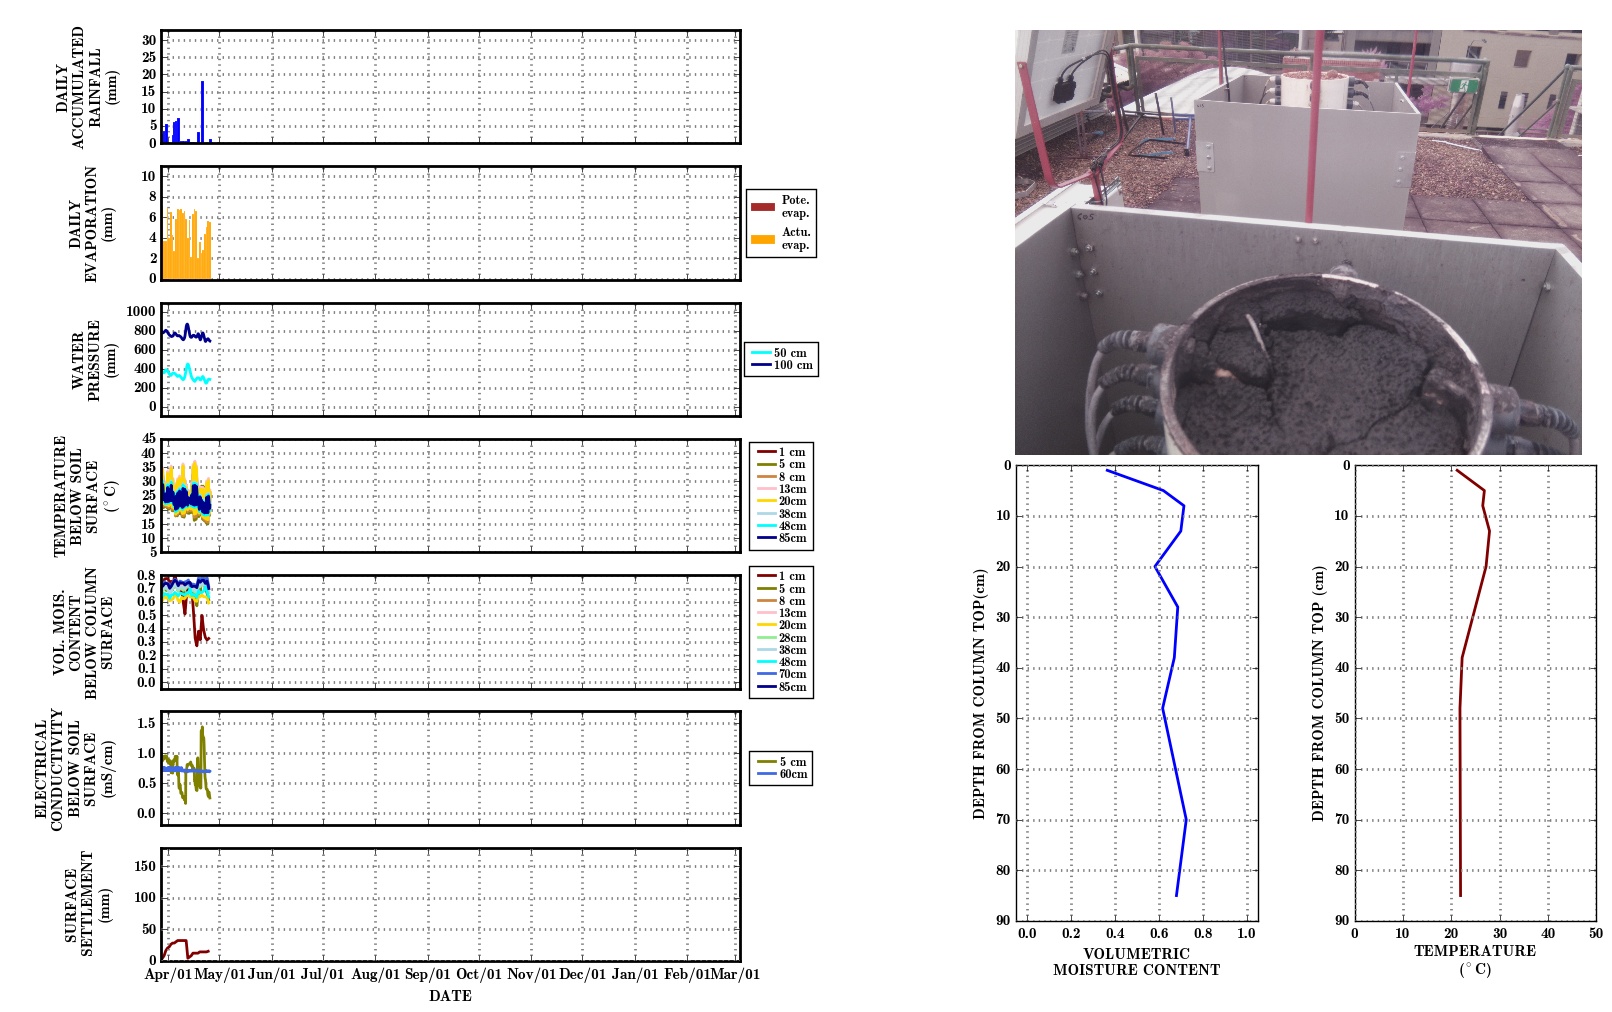 DAILY
ACCUMULATED
RAINFALL
(mm)
30
25
20
15
10
5
0
DAILY
EVAPORATION
(mm)
10
8
6
4
2
0
Pote.
evap.
Actu.
evap.
WATER
PRESSURE
(mm)
1000
800
600
400
200
0
50 cm
100 cm
TEMPERATURE
BELOW SOIL
SURFACE
(°C)
45
40
35
30
25
20
15
10
5
1 cm
5 cm
8 cm
13cm
20cm
38cm
48cm
85cm
VOL. MOIS.
CONTENT
BELOW COLUMN
SURFACE
0.8
0.7
0.6
0.5
0.4
0.3
0.2
0.1
0.0
1 cm
5 cm
8 cm
13cm
20cm
28cm
38cm
48cm
70cm
85cm
ELECTRICAL
CONDUCTIVITY
BELOW SOIL
SURFACE
(mS/cm)
1.5
1.0
0.5
0.0
5 cm
60cm
SURFACE
SETTLEMENT
(mm)
150
100
50
0
Apr/01 May/01 Jun/01 Jul/01 Aug/01 Sep/01 Oct/01 Nov/01 Dec/01 Jan/01 Feb/01 Mar/01
DATE
DEPTH FROM COLUMN TOP(cm)
0
10
20
30
40
50
60
70
80
90
0.0 0.2 0.4 0.6 0.8 1.0
VOLUMETRIC
MOISTURE CONTENT
DEPTH FROM COLUMN TOP (cm)
0
10
20
30
40
50
60
70
80
90
0 10 20 30 40 50
TEMPERATURE
(°C)